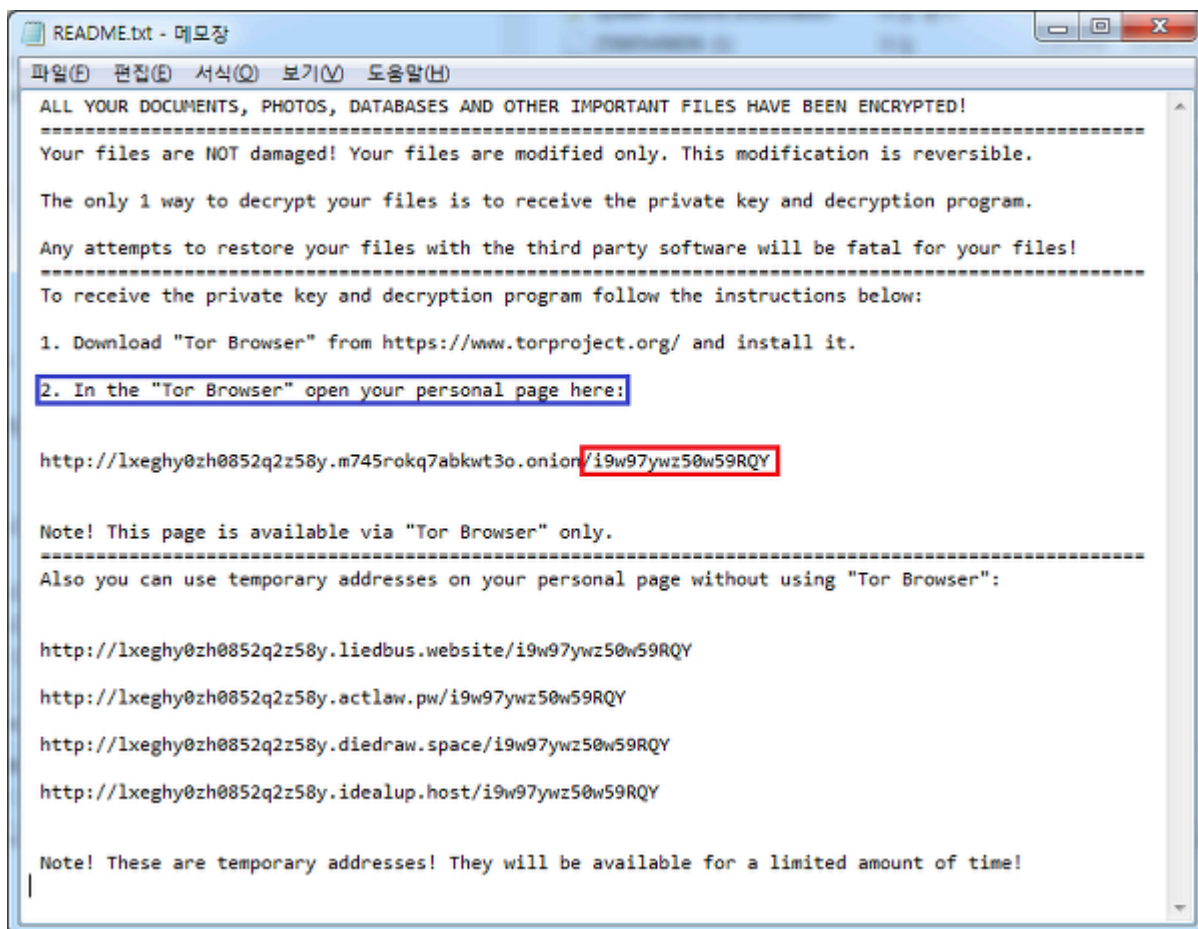 README.txt - 메모장
파일(F) 편집(E) 서식(O) 보기(V) 도움말(H)
ALL YOUR DOCUMENTS, PHOTOS, DATABASES AND OTHER IMPORTANT FILES HAVE BEEN ENCRYPTED!
====================================================================================================
Your files are NOT damaged! Your files are modified only. This modification is reversible.
The only 1 way to decrypt your files is to receive the private key and decryption program.
Any attempts to restore your files with the third party software will be fatal for your files!
====================================================================================================
To receive the private key and decryption program follow the instructions below:
1. Download "Tor Browser" from https://www.torproject.org/ and install it.
2. In the "Tor Browser" open your personal page here:
http://lxeghy0zh0852q2z58y.m745rokq7abkwt3o.onion/i9w97ywz50w59RQY
Note! This page is available via "Tor Browser" only.
====================================================================================================
Also you can use temporary addresses on your personal page without using "Tor Browser":
http://lxeghy0zh0852q2z58y.liedbus.website/i9w97ywz50w59RQY
http://lxeghy0zh0852q2z58y.actlaw.pw/i9w97ywz50w59RQY
http://lxeghy0zh0852q2z58y.diedraw.space/i9w97ywz50w59RQY
http://lxeghy0zh0852q2z58y.idealup.host/i9w97ywz50w59RQY
Note! These are temporary addresses! They will be available for a limited amount of time!